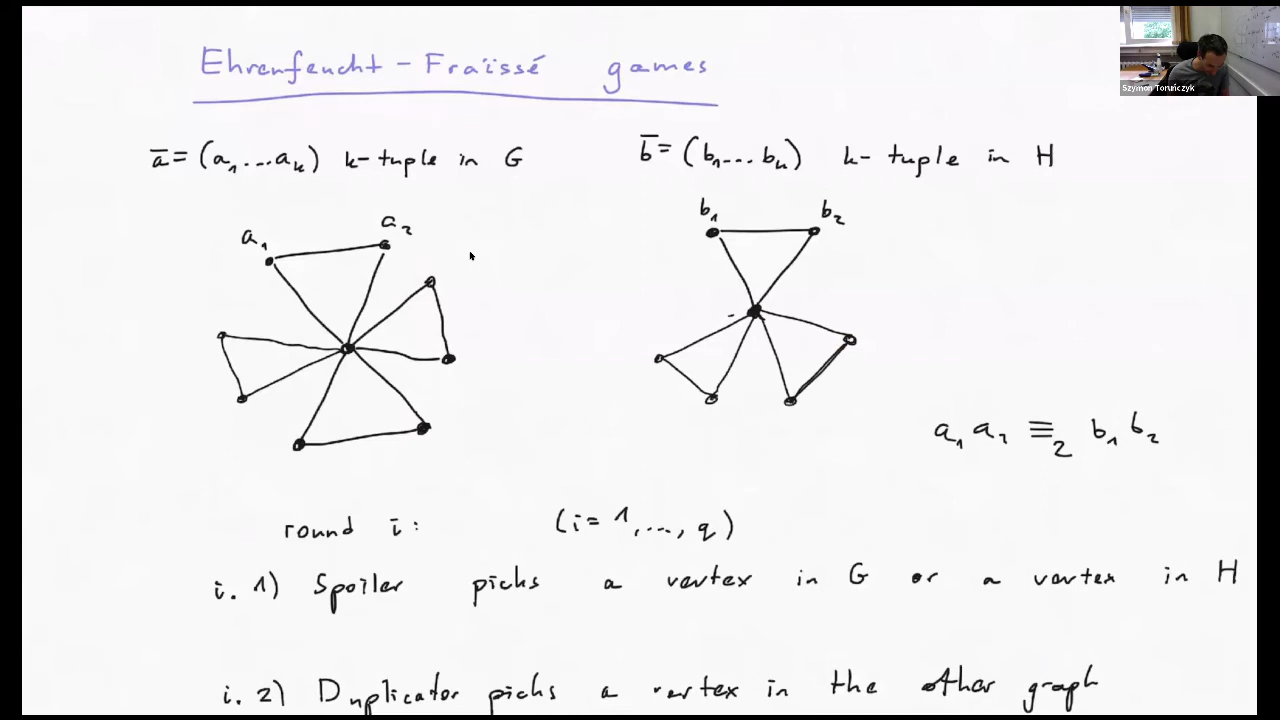 Ehrenfeucht – Fraïssé games
Szymon Toruńczyk
a̅ = (a₁ ... aₖ) k-tuple in G
b̅ = (b₁ ... bₖ) k-tuple in H
a₁ a₂
b₁ b₂
a₁ a₂ ≡₂ b₁ b₂
round i: (i = 1, ..., q)
i. 1) Spoiler picks a vertex in G or a vertex in H
i. 2) Duplicator picks a vertex in the other graph